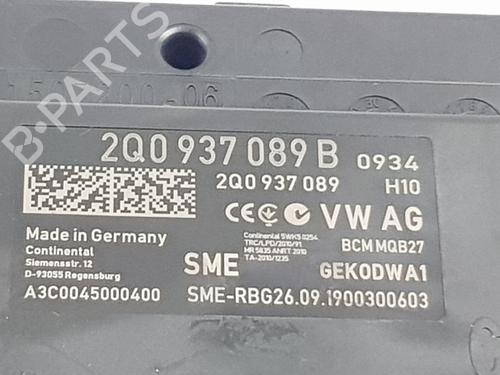 B-PARTS
2Q0 937 089 B 0934
2Q0 937 089 H10
CE VW AG
Made in Germany
Continental
Siemensstr. 12
D-93055 Regensburg
Continental 5WK5 0254
TRC/LPD/2010/91
MR 5835 ANRT 2010
TA-2010/1235
BCM MQB27
SME GEK0DWA1
A3C0045000400 SME-RBG26.09.1900300603